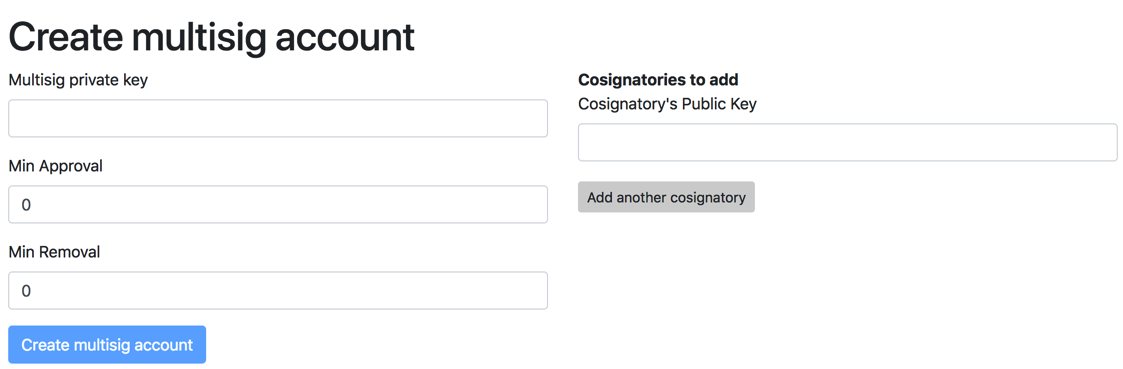 Create multisig account
Multisig private key
Min Approval
0
Min Removal
0
Create multisig account
Cosignatories to add
Cosignatory's Public Key
Add another cosignatory